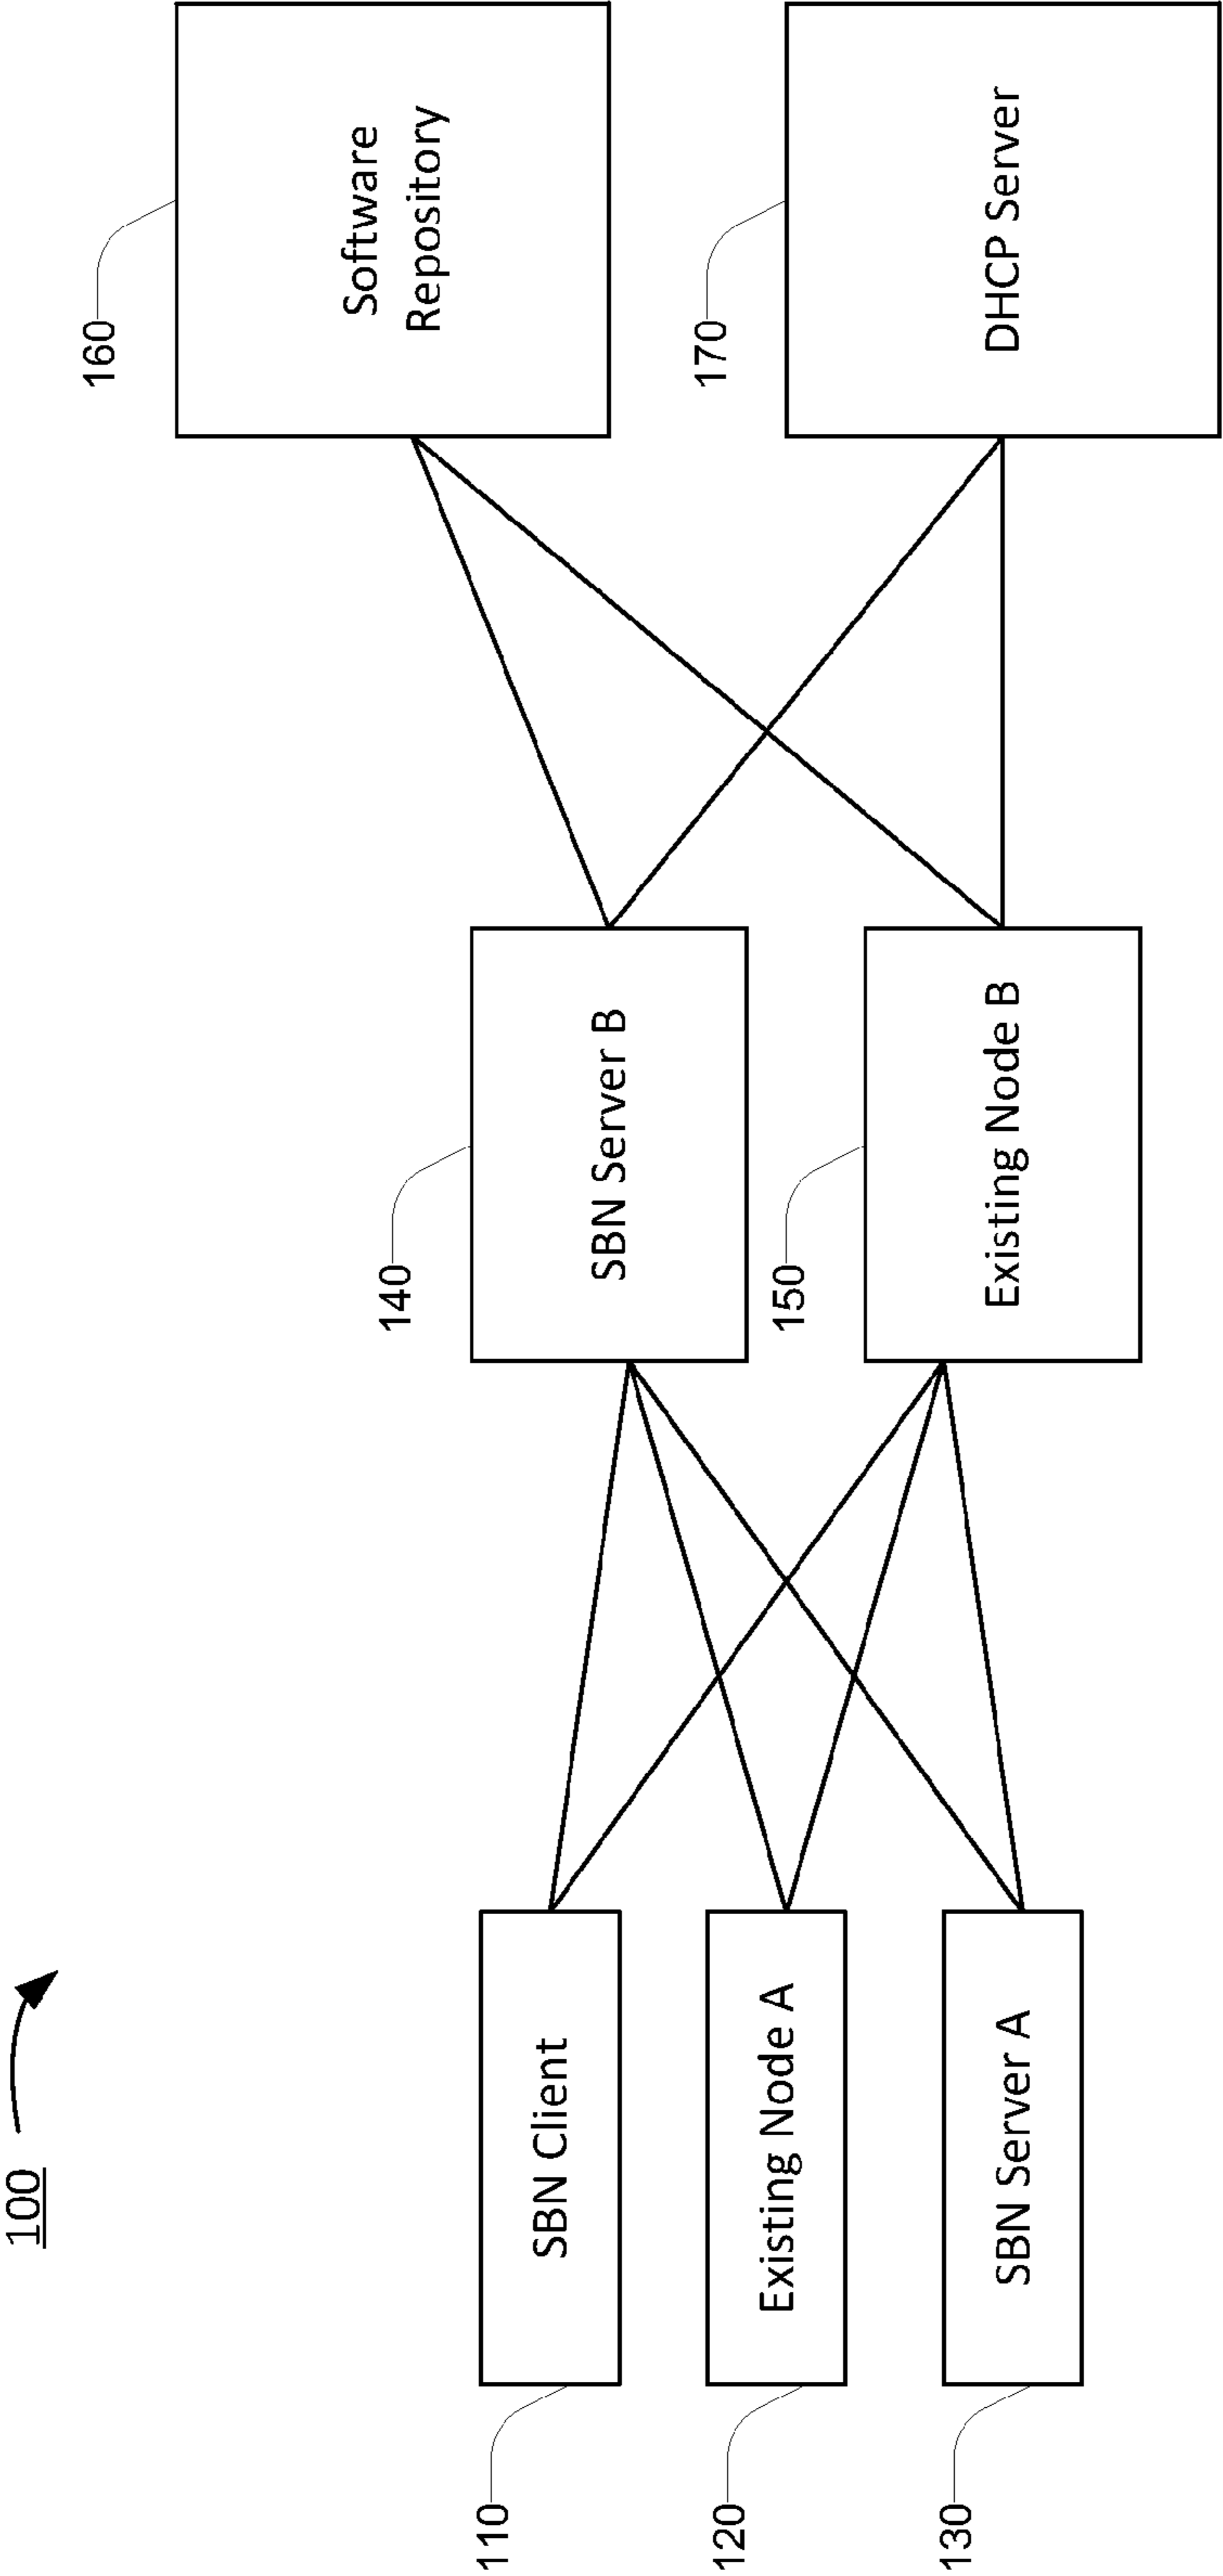 100
110
SBN Client
120
Existing Node A
130
SBN Server A
140
SBN Server B
150
Existing Node B
160
Software
Repository
170
DHCP Server